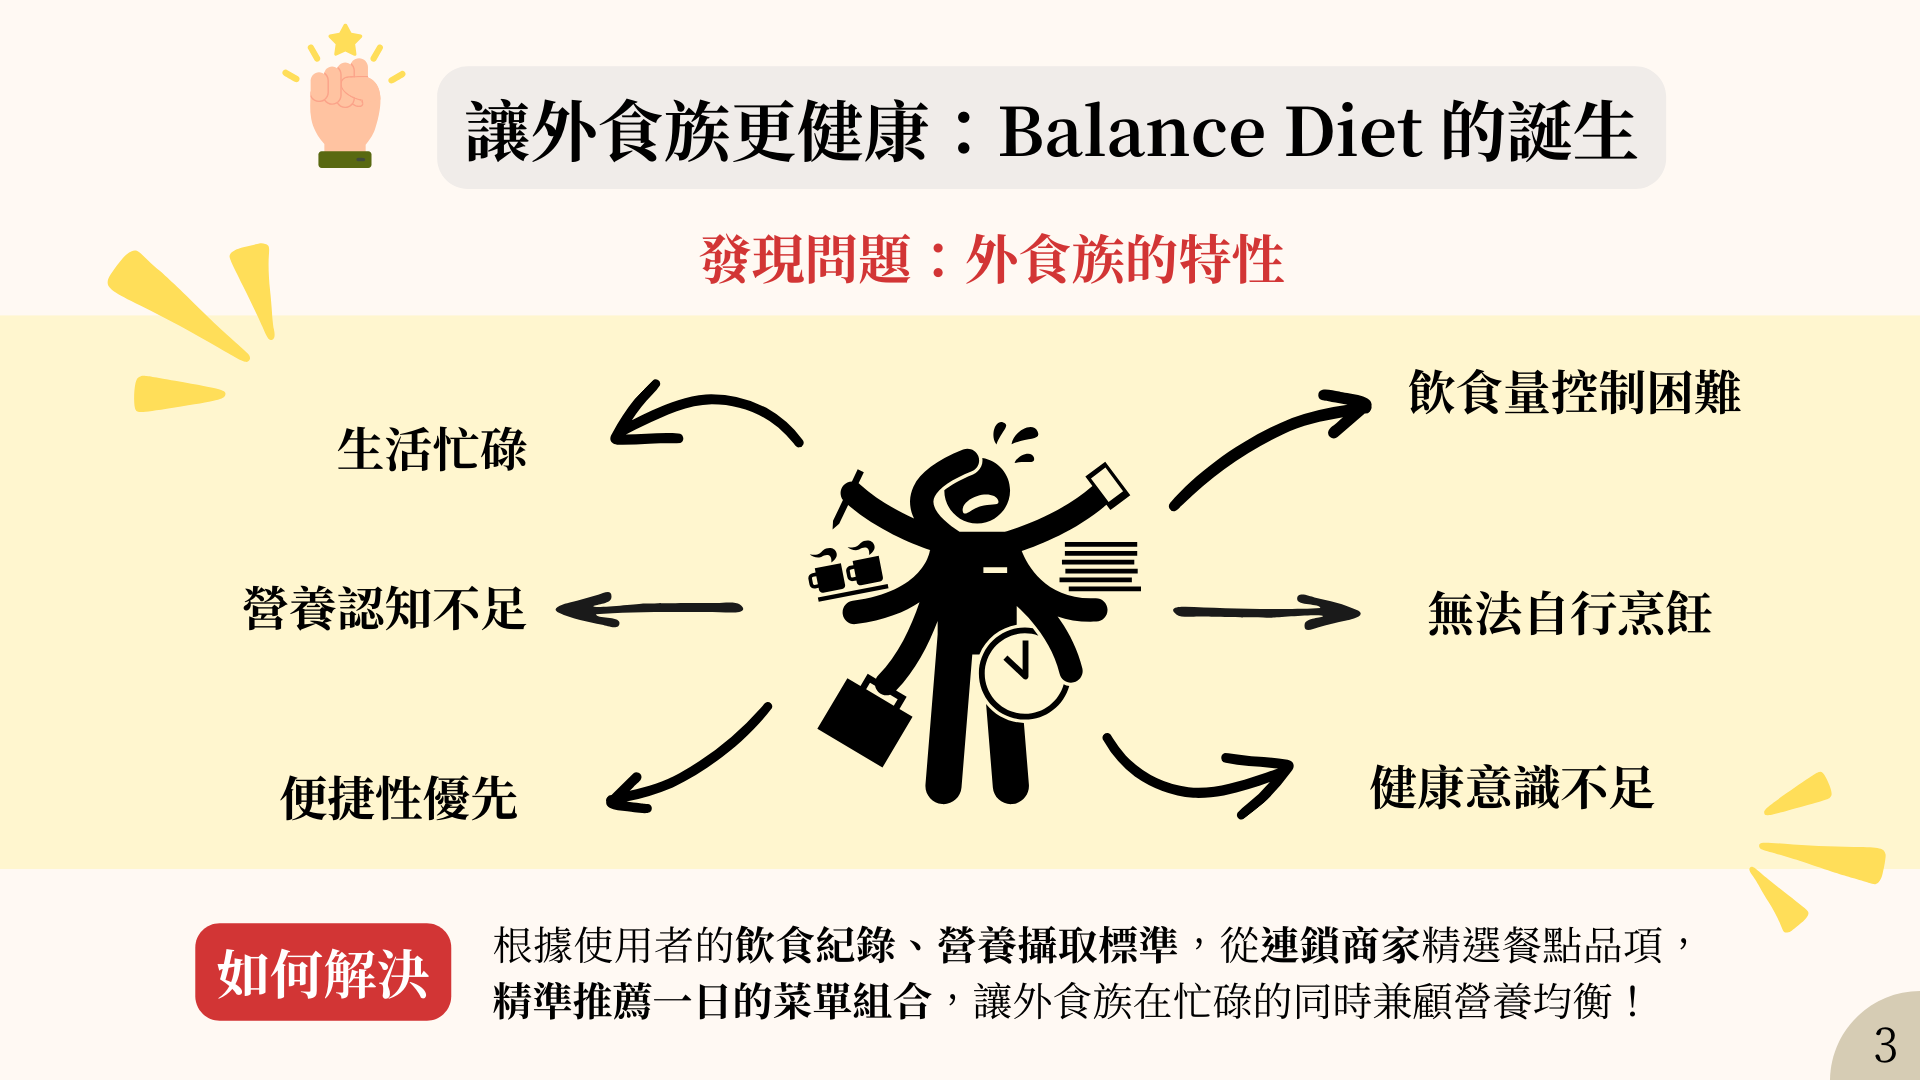 讓外食族更健康：Balance Diet 的誕生
發現問題：外食族的特性
生活忙碌
營養認知不足
便捷性優先
飲食量控制困難
無法自行烹飪
健康意識不足
如何解決
根據使用者的飲食紀錄、營養攝取標準，從連鎖商家精選餐點品項，
精準推薦一日的菜單組合，讓外食族在忙碌的同時兼顧營養均衡！
3